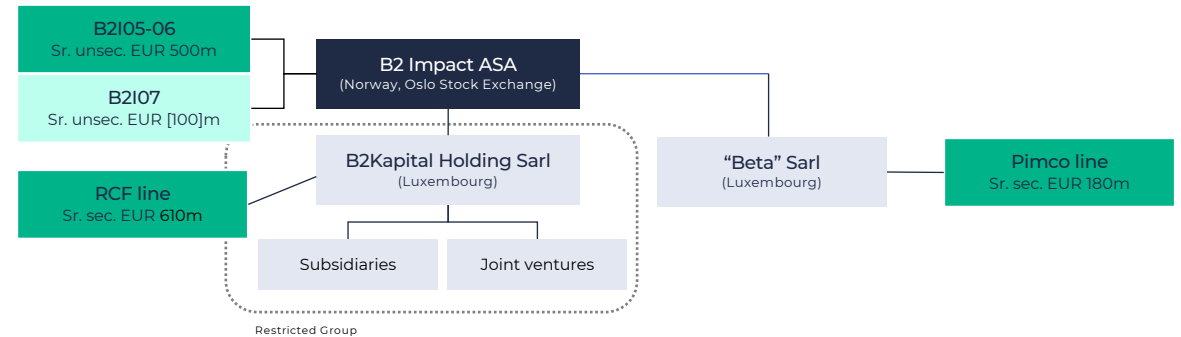 B2I05-06
Sr. unsec. EUR 500m
B2I07
Sr. unsec. EUR [100]m
RCF line
Sr. sec. EUR 610m
B2 Impact ASA
(Norway, Oslo Stock Exchange)
B2Kapital Holding Sarl
(Luxembourg)
Subsidiaries
Joint ventures
Restricted Group
“Beta” Sarl
(Luxembourg)
Pimco line
Sr. sec. EUR 180m